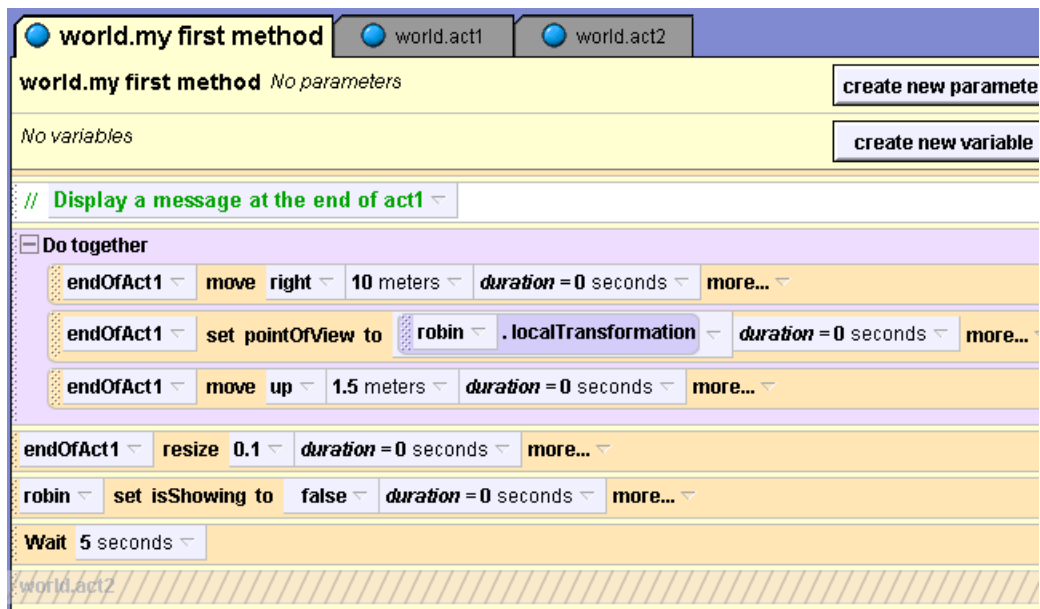 world.my first method world.act1 world.act2
world.my first method No parameters create new paramete
No variables create new variable
// Display a message at the end of act1
Do together
endOfAct1 move right 10 meters duration = 0 seconds more...
endOfAct1 set pointOfView to robin .localTransformation duration = 0 seconds more...
endOfAct1 move up 1.5 meters duration = 0 seconds more...
endOfAct1 resize 0.1 duration = 0 seconds more...
robin set isShowing to false duration = 0 seconds more...
Wait 5 seconds
world.act2